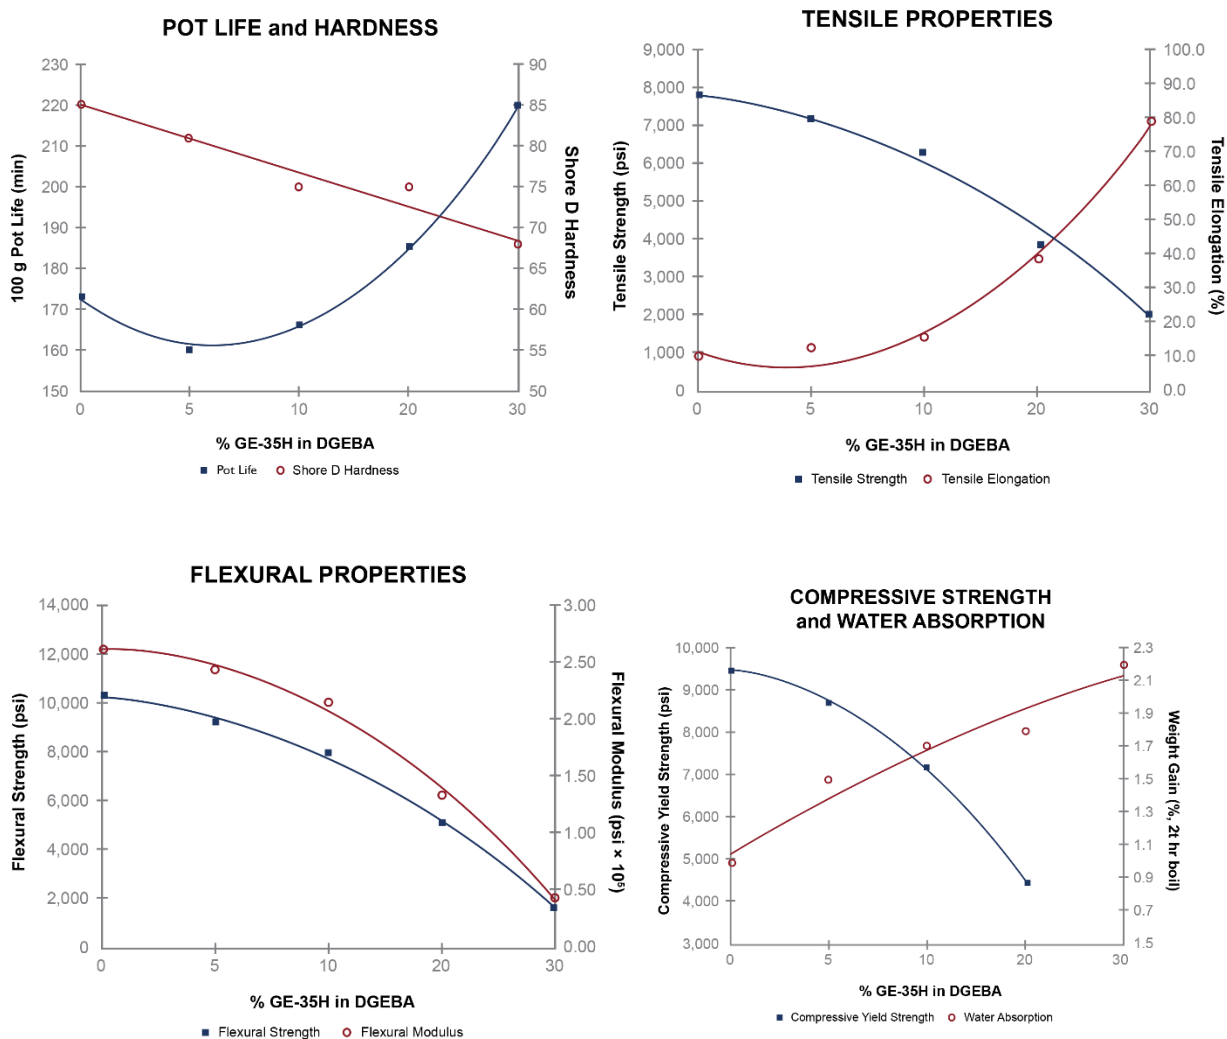 POT LIFE and HARDNESS
230
220
210
200
190
180
170
160
150
90
85
80
75
70
65
60
55
50
100 g Pot Life (min)
Shore D Hardness
0 5 10 20 30
% GE-35H in DGEBA
Pot Life Shore D Hardness
TENSILE PROPERTIES
9,000
8,000
7,000
6,000
5,000
4,000
3,000
2,000
1,000
0
100.0
90.0
80.0
70.0
60.0
50.0
40.0
30.0
20.0
10.0
0.0
Tensile Strength (psi)
Tensile Elongation (%)
0 5 10 20 30
% GE-35H in DGEBA
Tensile Strength Tensile Elongation
FLEXURAL PROPERTIES
14,000
12,000
10,000
8,000
6,000
4,000
2,000
0
3.00
2.50
2.00
1.50
1.00
0.50
0.00
Flexural Strength (psi)
Flexural Modulus (psi × 10⁵)
0 5 10 20 30
% GE-35H in DGEBA
Flexural Strength Flexural Modulus
COMPRESSIVE STRENGTH
and WATER ABSORPTION
10,000
9,000
8,000
7,000
6,000
5,000
4,000
3,000
2.3
2.1
1.9
1.7
1.5
1.3
1.1
0.9
0.7
1.5
Compressive Yield Strength (psi)
Weight Gain (%, 2t hr boil)
0 5 10 20 30
% GE-35H in DGEBA
Compressive Yield Strength Water Absorption